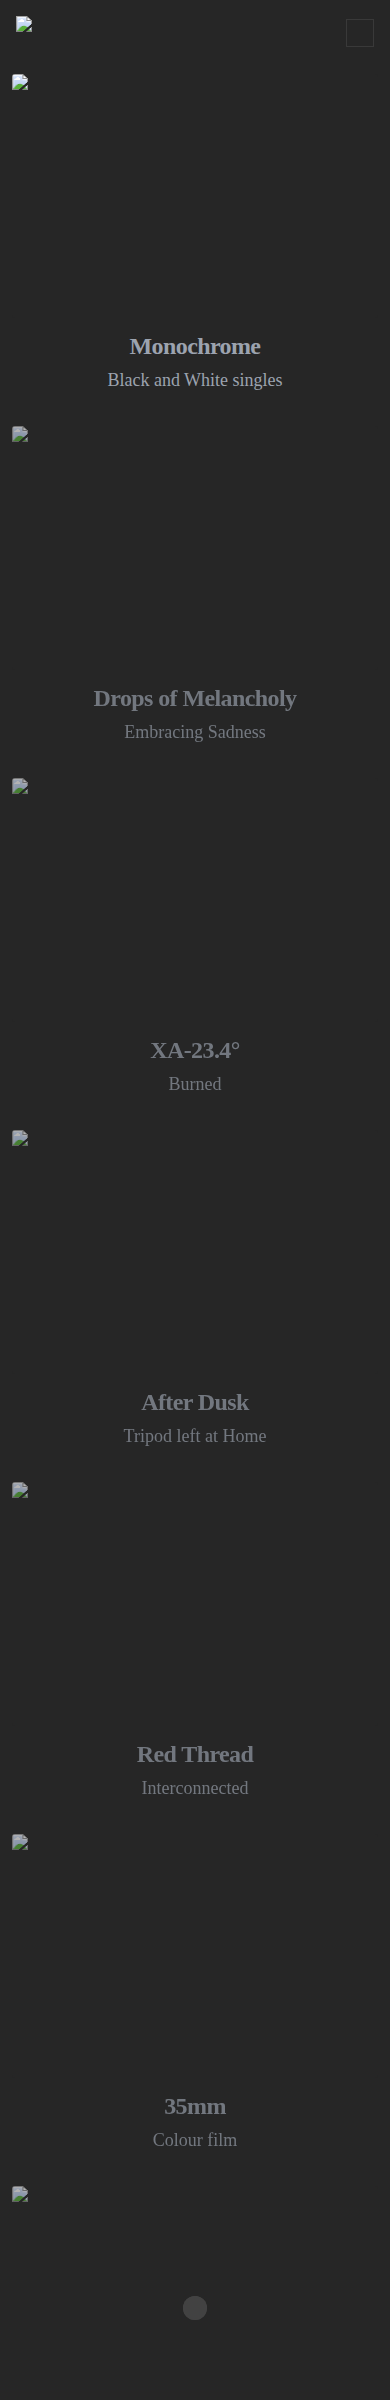 Monochrome
Black and White singles
Drops of Melancholy
Embracing Sadness
XA-23.4°
Burned
After Dusk
Tripod left at Home
Red Thread
Interconnected
35mm
Colour film